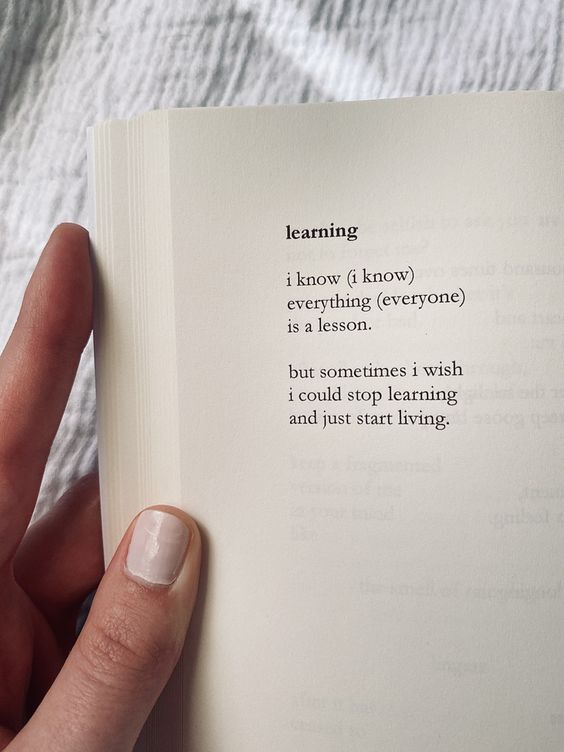 learning
i know (i know)
everything (everyone)
is a lesson.
but sometimes i wish
i could stop learning
and just start living.